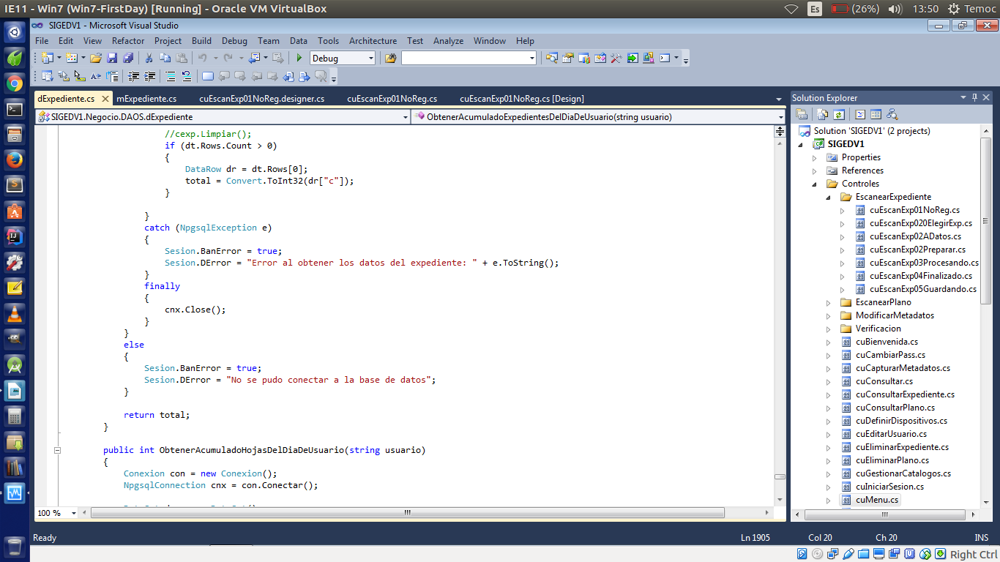 IE11 - Win7 (Win7-FirstDay) [Running] - Oracle VM VirtualBox
Es (26%) 13:50 Temoc
SIGEDV1 - Microsoft Visual Studio
File Edit View Refactor Project Build Debug Team Data Tools Architecture Test Analyze Window Help
Debug
dExpediente.cs mExpediente.cs cuEscanExp01NoReg.designer.cs cuEscanExp01NoReg.cs cuEscanExp01NoReg.cs [Design]
SIGEDV1.Negocio.DAOS.dExpediente ObtenerAcumuladoExpedientesDelDiaDeUsuario(string usuario)
//cexp.Limpiar();
if (dt.Rows.Count > 0)
{
DataRow dr = dt.Rows[0];
total = Convert.ToInt32(dr["c"]);
}
}
catch (NpgsqlException e)
{
Sesion.BanError = true;
Sesion.DError = "Error al obtener los datos del expediente: " + e.ToString();
}
finally
{
cnx.Close();
}
}
else
{
Sesion.BanError = true;
Sesion.DError = "No se pudo conectar a la base de datos";
}
return total;
}
public int ObtenerAcumuladoHojasDelDiaDeUsuario(string usuario)
{
Conexion con = new Conexion();
NpgsqlConnection cnx = con.Conectar();
100 %
Solution Explorer
Solution 'SIGEDV1' (2 projects)
SIGEDV1
Properties
References
Controles
EscanearExpediente
cuEscanExp01NoReg.cs
cuEscanExp020ElegirExp.cs
cuEscanExp02ADatos.cs
cuEscanExp02Preparar.cs
cuEscanExp03Procesando.cs
cuEscanExp04Finalizado.cs
cuEscanExp05Guardando.cs
EscanearPlano
ModificarMetadatos
Verificacion
cuBienvenida.cs
cuCambiarPass.cs
cuCapturarMetadatos.cs
cuConsultar.cs
cuConsultarExpediente.cs
cuConsultarPlano.cs
cuDefinirDispositivos.cs
cuEditarUsuario.cs
cuEliminarExpediente.cs
cuEliminarPlano.cs
cuGestionarCatalogos.cs
cuIniciarSesion.cs
cuMenu.cs
Ready Ln 1905 Col 20 Ch 20 INS
Right Ctrl